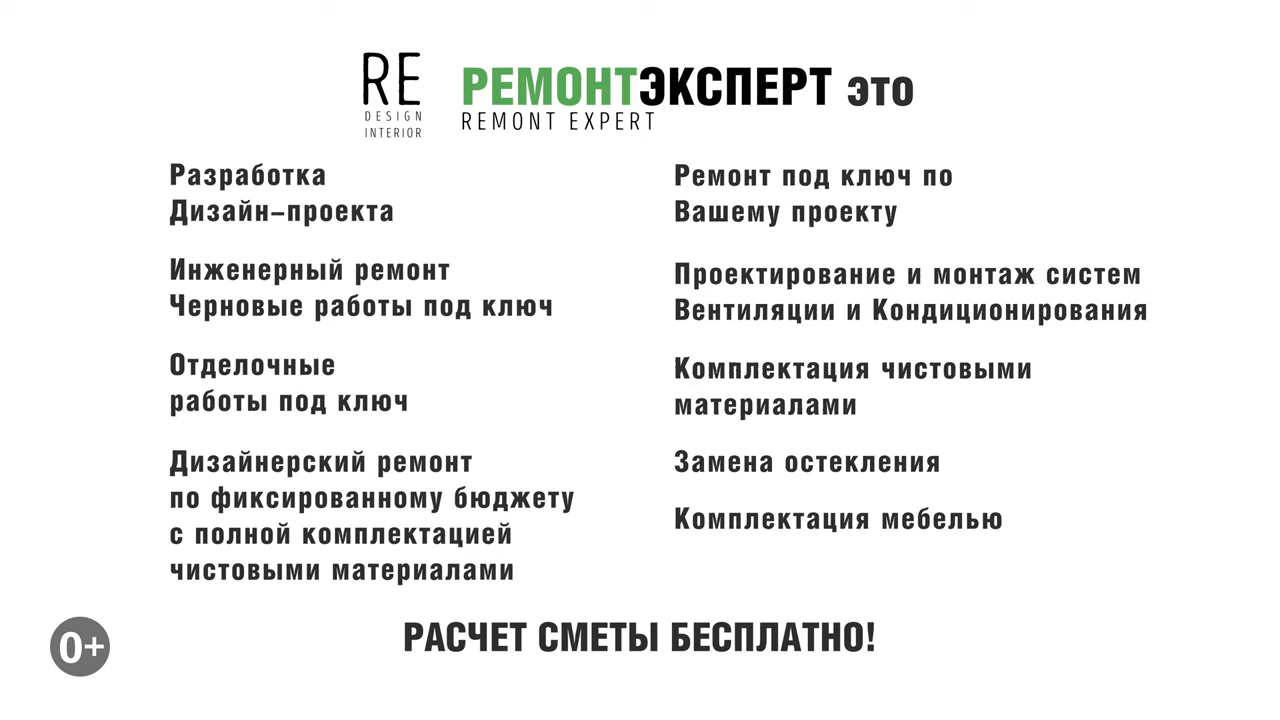 RE
DESIGN
INTERIOR
РЕМОНТЭКСПЕРТ это
REMONT EXPERT
Разработка
Дизайн-проекта
Инженерный ремонт
Черновые работы под ключ
Отделочные
работы под ключ
Дизайнерский ремонт
по фиксированному бюджету
с полной комплектацией
чистовыми материалами
Ремонт под ключ по
Вашему проекту
Проектирование и монтаж систем
Вентиляции и Кондиционирования
Комплектация чистовыми
материалами
Замена остекления
Комплектация мебелью
0+
РАСЧЕТ СМЕТЫ БЕСПЛАТНО!